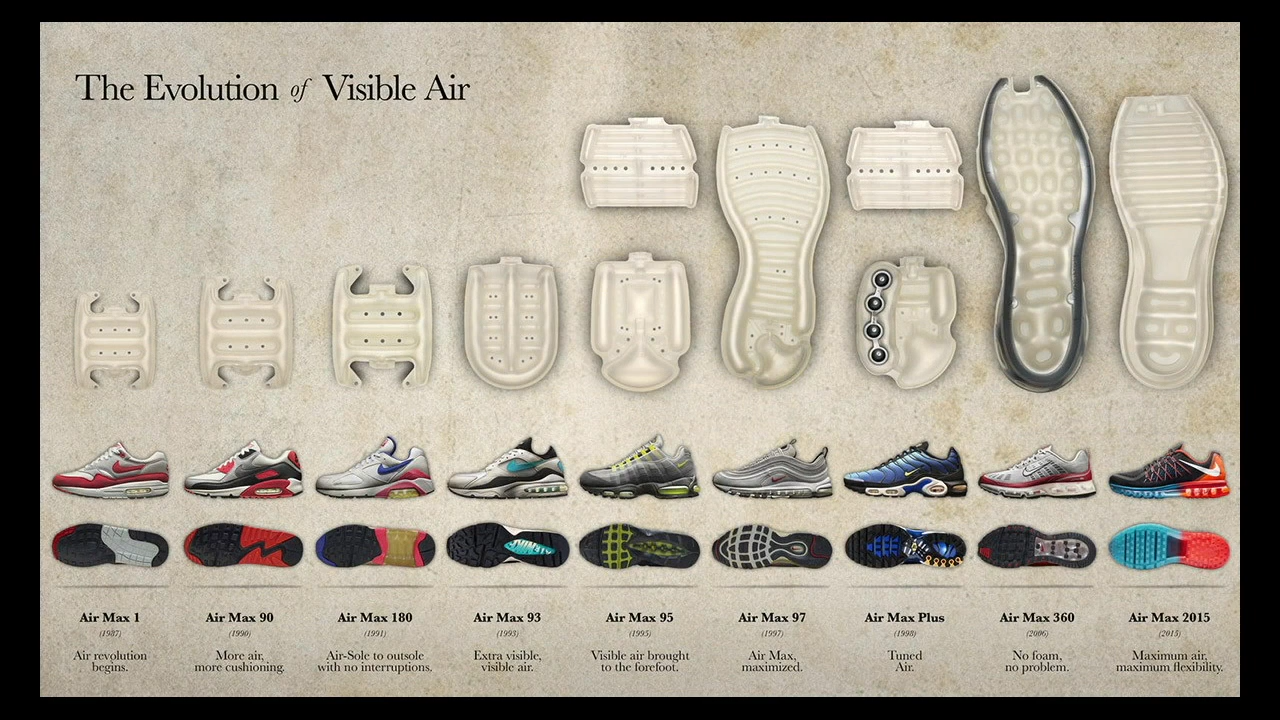 The Evolution of Visible Air
Air Max 1
(1987)
Air revolution
begins.
Air Max 90
(1990)
More air,
more cushioning.
Air Max 180
(1991)
Air-Sole to outsole
with no interruptions.
Air Max 93
(1993)
Extra visible,
visible air.
Air Max 95
(1995)
Visible air brought
to the forefoot.
Air Max 97
(1997)
Air Max,
maximized.
Air Max Plus
(1998)
Tuned
Air.
Air Max 360
(2006)
No foam,
no problem.
Air Max 2015
(2015)
Maximum air,
maximum flexibility.